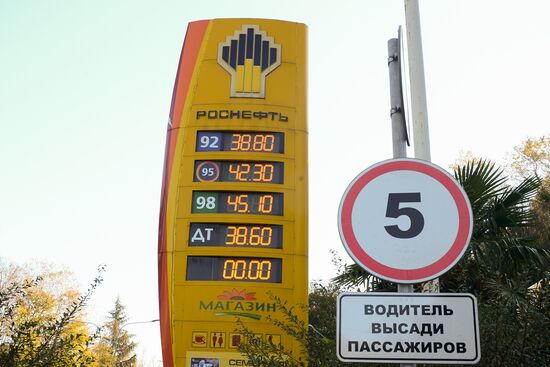 РОСНЕФТЬ
92 38.80
95 42.30
98 45.10
ДТ 38.60
00.00
МАГАЗИН
5
ВОДИТЕЛЬ
ВЫСАДИ
ПАССАЖИРОВ